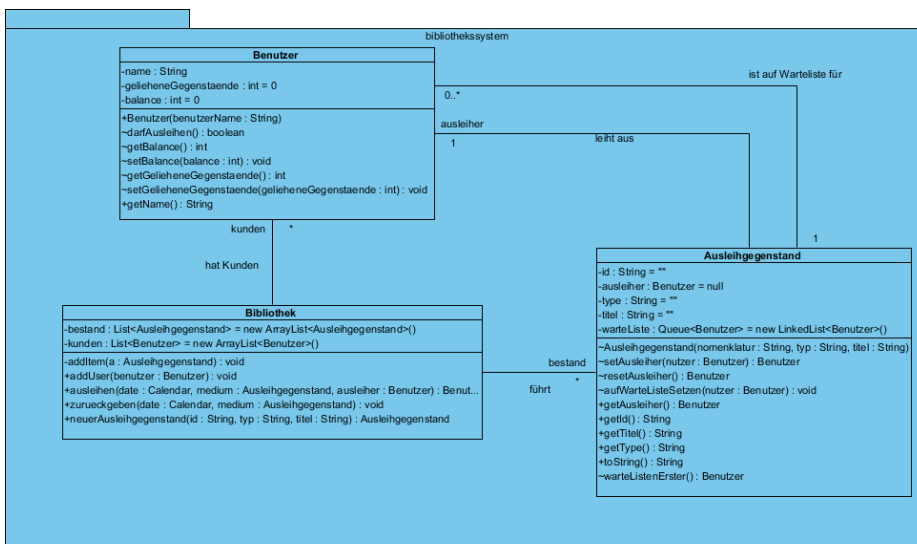 bibliothekssystem
Benutzer
-name : String
-gelieheneGegenstaende : int = 0
-balance : int = 0
+Benutzer(benutzerName : String)
~darfAusleihen() : boolean
~getBalance() : int
~setBalance(balance : int) : void
~getGelieheneGegenstaende() : int
~setGelieheneGegenstaende(gelieheneGegenstaende : int) : void
+getName() : String
ist auf Warteliste für
0..*
ausleiher
1
leiht aus
1
kunden
*
hat Kunden
Bibliothek
-bestand : List<Ausleihgegenstand> = new ArrayList<Ausleihgegenstand>()
-kunden : List<Benutzer> = new ArrayList<Benutzer>()
-addItem(a : Ausleihgegenstand) : void
+addUser(benutzer : Benutzer) : void
+ausleihen(date : Calendar, medium : Ausleihgegenstand, ausleiher : Benutzer) : Benut...
+zurueckgeben(date : Calendar, medium : Ausleihgegenstand) : void
+neuerAusleihgegenstand(id : String, typ : String, titel : String) : Ausleihgegenstand
bestand
*
führt
Ausleihgegenstand
-id : String = ""
-ausleiher : Benutzer = null
-type : String = ""
-titel : String = ""
-warteListe : Queue<Benutzer> = new LinkedList<Benutzer>()
~Ausleihgegenstand(nomenklatur : String, typ : String, titel : String)
~setAusleiher(nutzer : Benutzer) : Benutzer
~resetAusleiher() : Benutzer
~aufWarteListeSetzen(nutzer : Benutzer) : void
+getAusleiher() : Benutzer
+getId() : String
+getTitel() : String
+getType() : String
+toString() : String
~warteListenErster() : Benutzer